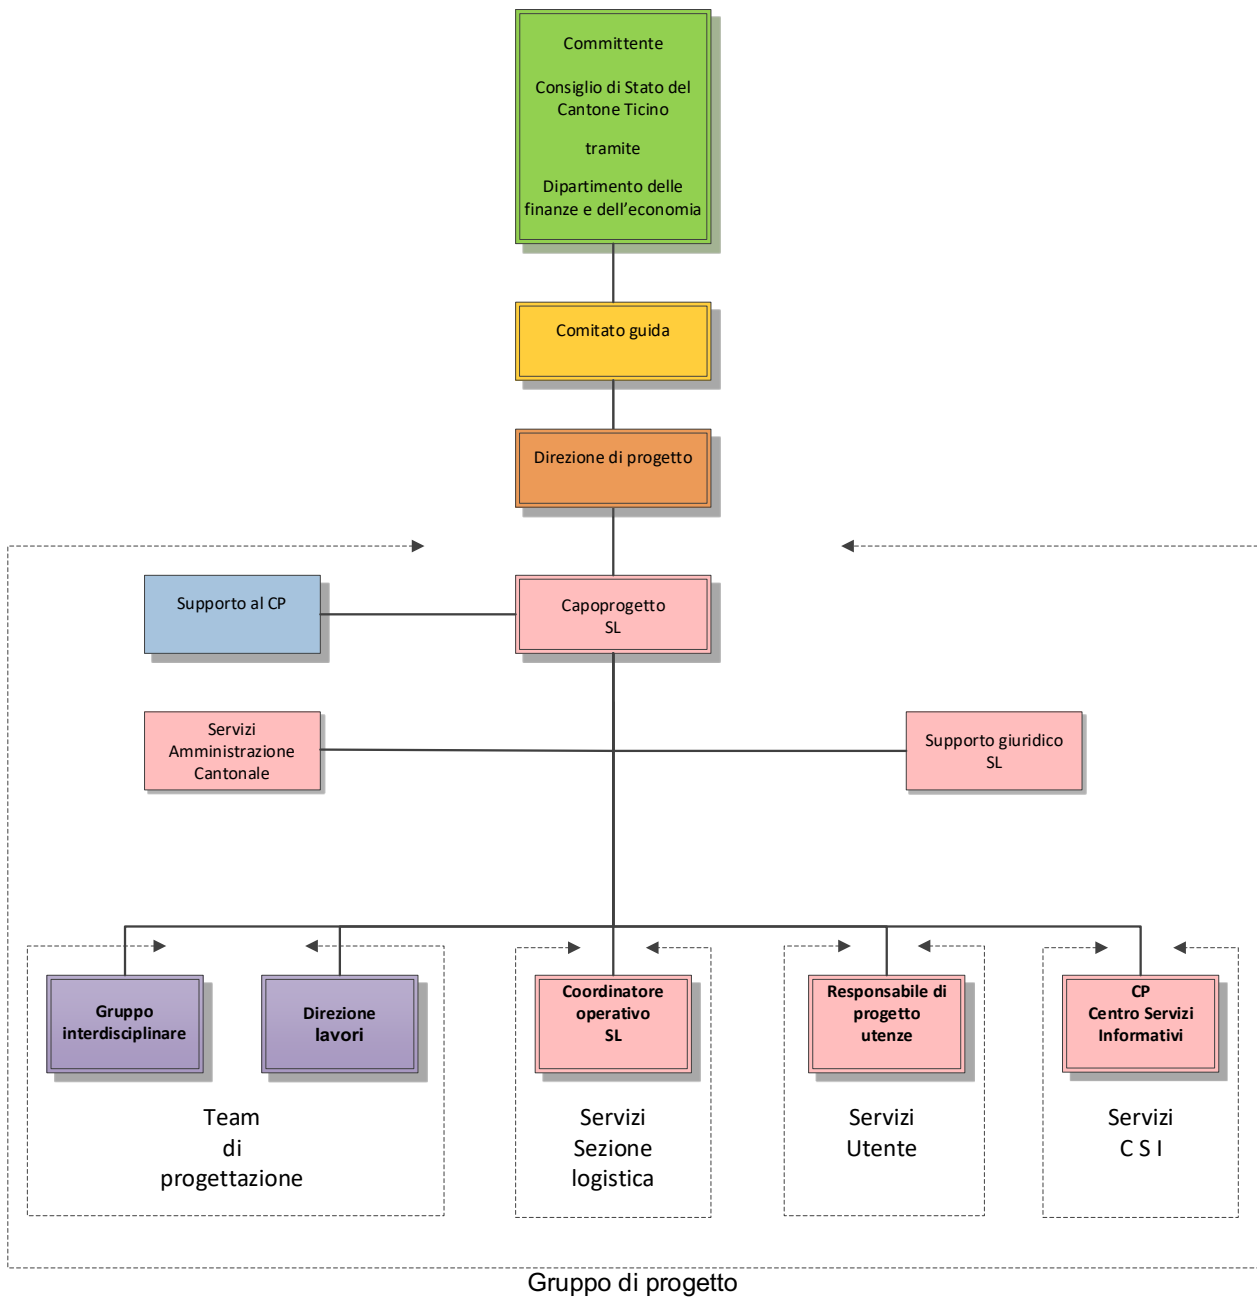 Committente
Consiglio di Stato del
Cantone Ticino
tramite
Dipartimento delle
finanze e dell’economia
Comitato guida
Direzione di progetto
Supporto al CP
Capoprogetto
SL
Servizi
Amministrazione
Cantonale
Supporto giuridico
SL
Gruppo
interdisciplinare
Direzione
lavori
Coordinatore
operativo
SL
Responsabile di
progetto
utenze
CP
Centro Servizi
Informativi
Team
di
progettazione
Servizi
Sezione
logistica
Servizi
Utente
Servizi
C S I
Gruppo di progetto